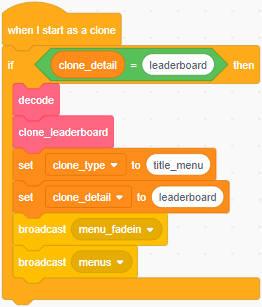 when I start as a clone
if clone_detail = leaderboard then
decode
clone_leaderboard
set clone_type to title_menu
set clone_detail to leaderboard
broadcast menu_fadein
broadcast menus